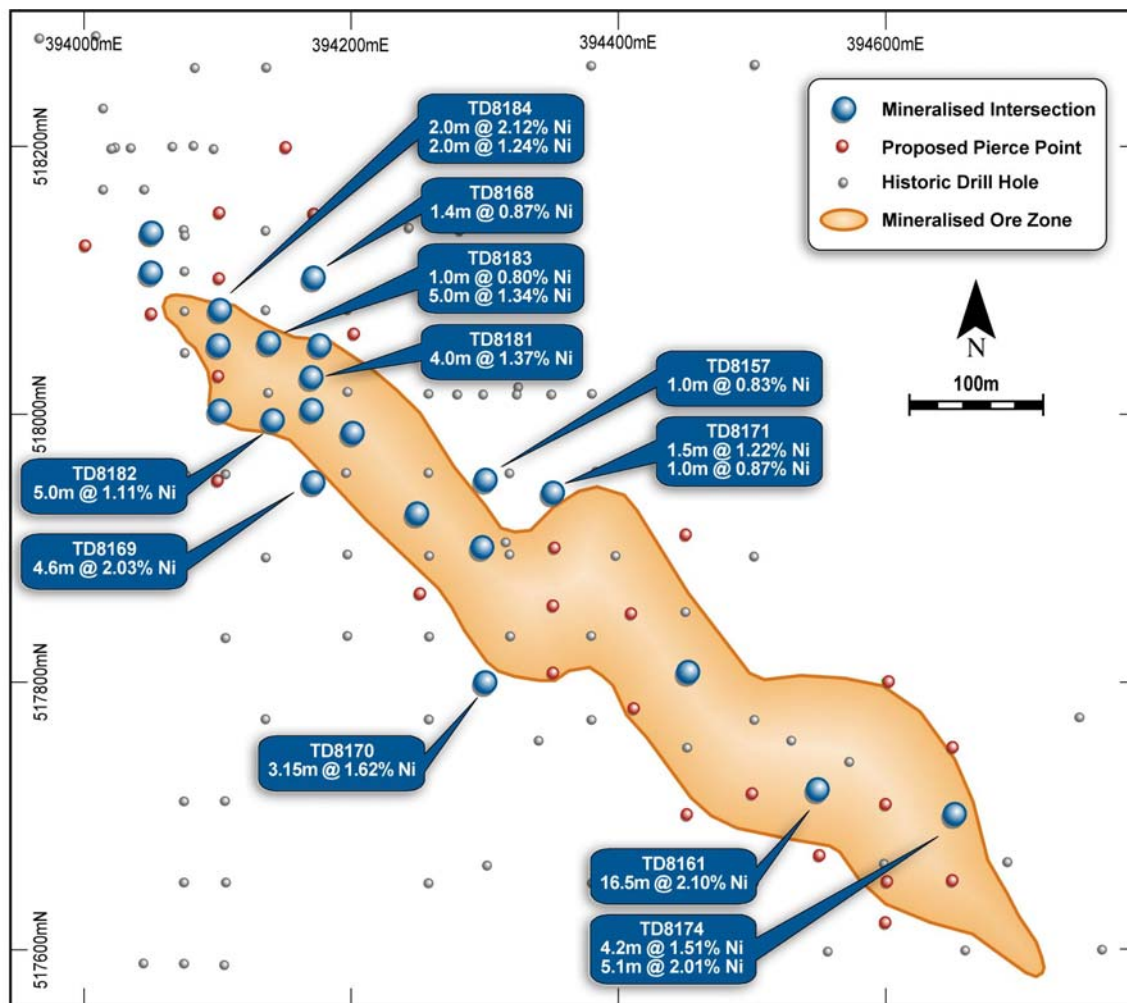 394000mE
394200mE
394400mE
394600mE
518200mN
518000mN
517800mN
517600mN
Mineralised Intersection
Proposed Pierce Point
Historic Drill Hole
Mineralised Ore Zone
N
100m
TD8184
2.0m @ 2.12% Ni
2.0m @ 1.24% Ni
TD8168
1.4m @ 0.87% Ni
TD8183
1.0m @ 0.80% Ni
5.0m @ 1.34% Ni
TD8181
4.0m @ 1.37% Ni
TD8157
1.0m @ 0.83% Ni
TD8171
1.5m @ 1.22% Ni
1.0m @ 0.87% Ni
TD8182
5.0m @ 1.11% Ni
TD8169
4.6m @ 2.03% Ni
TD8170
3.15m @ 1.62% Ni
TD8161
16.5m @ 2.10% Ni
TD8174
4.2m @ 1.51% Ni
5.1m @ 2.01% Ni